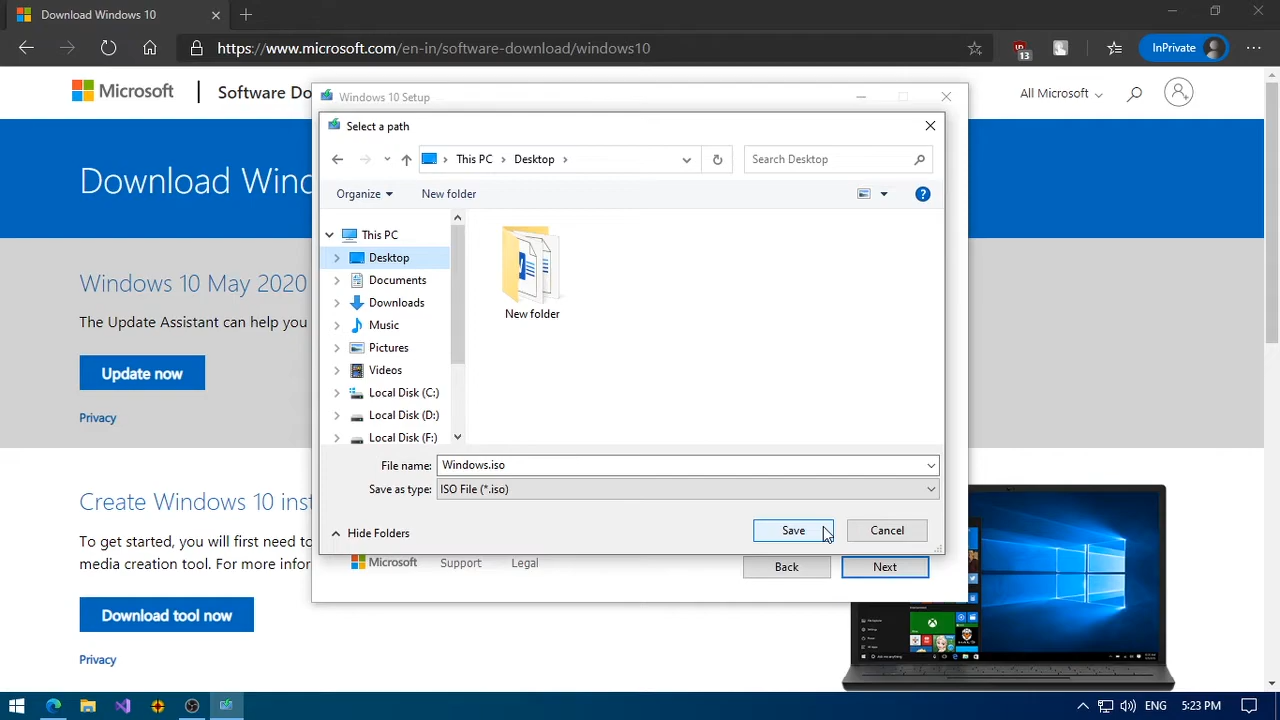 Download Windows 10
https://www.microsoft.com/en-in/software-download/windows10
13
InPrivate
Microsoft
Software Do
All Microsoft
Windows 10 Setup
Select a path
This PC
Desktop
Search Desktop
Download Wind
Organize
New folder
This PC
Desktop
Documents
Downloads
Music
Pictures
Videos
Local Disk (C:)
Local Disk (D:)
Local Disk (F:)
New folder
Windows 10 May 2020
The Update Assistant can help you
Update now
Privacy
File name:
Windows.iso
Save as type:
ISO File (*.iso)
Hide Folders
Save
Cancel
Create Windows 10 inst
To get started, you will first need to
media creation tool. For more infor
Download tool now
Privacy
Microsoft
Support
Legal
Back
Next
ENG
5:23 PM